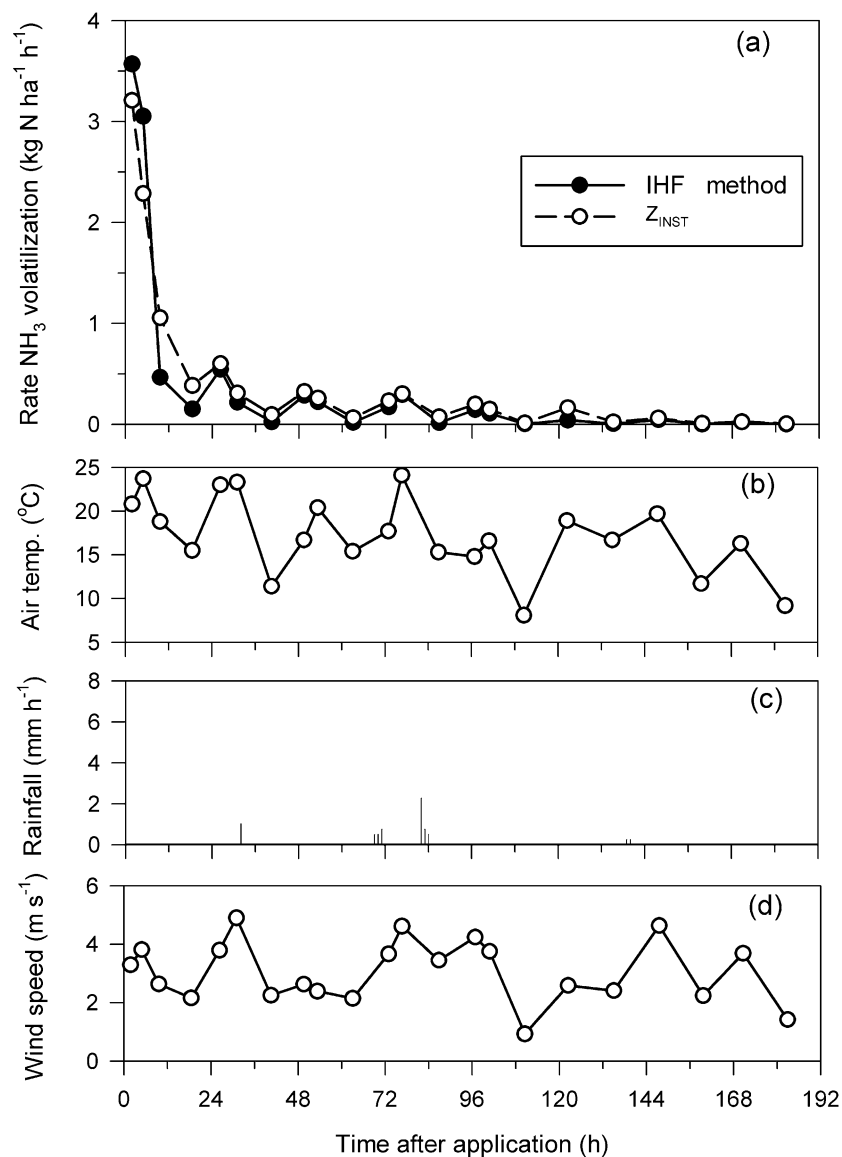 Rate NH₃ volatilization (kg N ha⁻¹ h⁻¹)
4
3
2
1
0
(a)
IHF method
Z_INST
Air temp. (°C)
25
20
15
10
5
(b)
Rainfall (mm h⁻¹)
8
6
4
2
0
(c)
Wind speed (m s⁻¹)
6
4
2
0
(d)
0 24 48 72 96 120 144 168 192
Time after application (h)